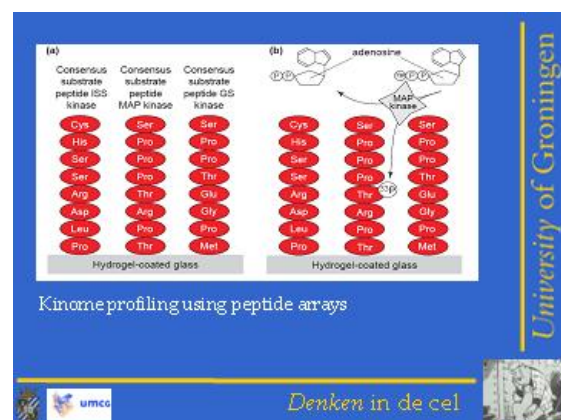 (a)
Consensus substrate peptide ISS kinase
Consensus substrate peptide MAP kinase
Consensus substrate peptide GS kinase
Cys Ser Ser
His Pro Pro
Ser Pro Pro
Ser Pro Thr
Arg Thr Glu
Asp Arg Gly
Leu Pro Pro
Pro Thr Met
Hydrogel-coated glass
(b)
adenosine
P P
P P
MAP kinase
Cys Ser Ser
His Pro Pro
Ser Pro Pro
Ser Pro Thr
33P
Arg Thr Glu
Asp Arg Gly
Leu Pro Pro
Pro Thr Met
Hydrogel-coated glass
Kinome profiling using peptide arrays
University of Groningen
umcg
Denken in de cel